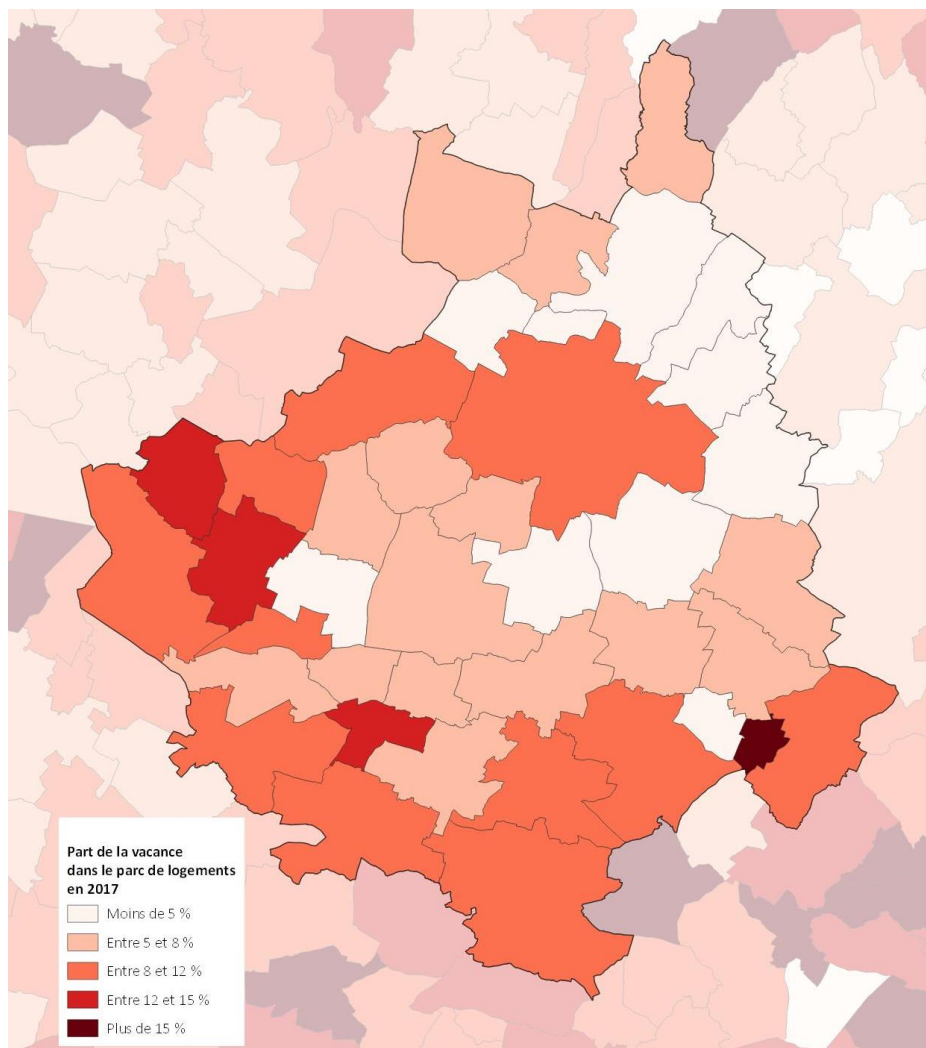 Part de la vacance
dans le parc de logements
en 2017
Moins de 5 %
Entre 5 et 8 %
Entre 8 et 12 %
Entre 12 et 15 %
Plus de 15 %